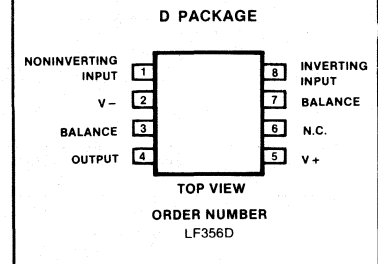 D PACKAGE
NONINVERTING
INPUT
1
V-
2
BALANCE
3
OUTPUT
4
8
INVERTING
INPUT
7
BALANCE
6
N.C.
5
V+
TOP VIEW
ORDER NUMBER
LF356D